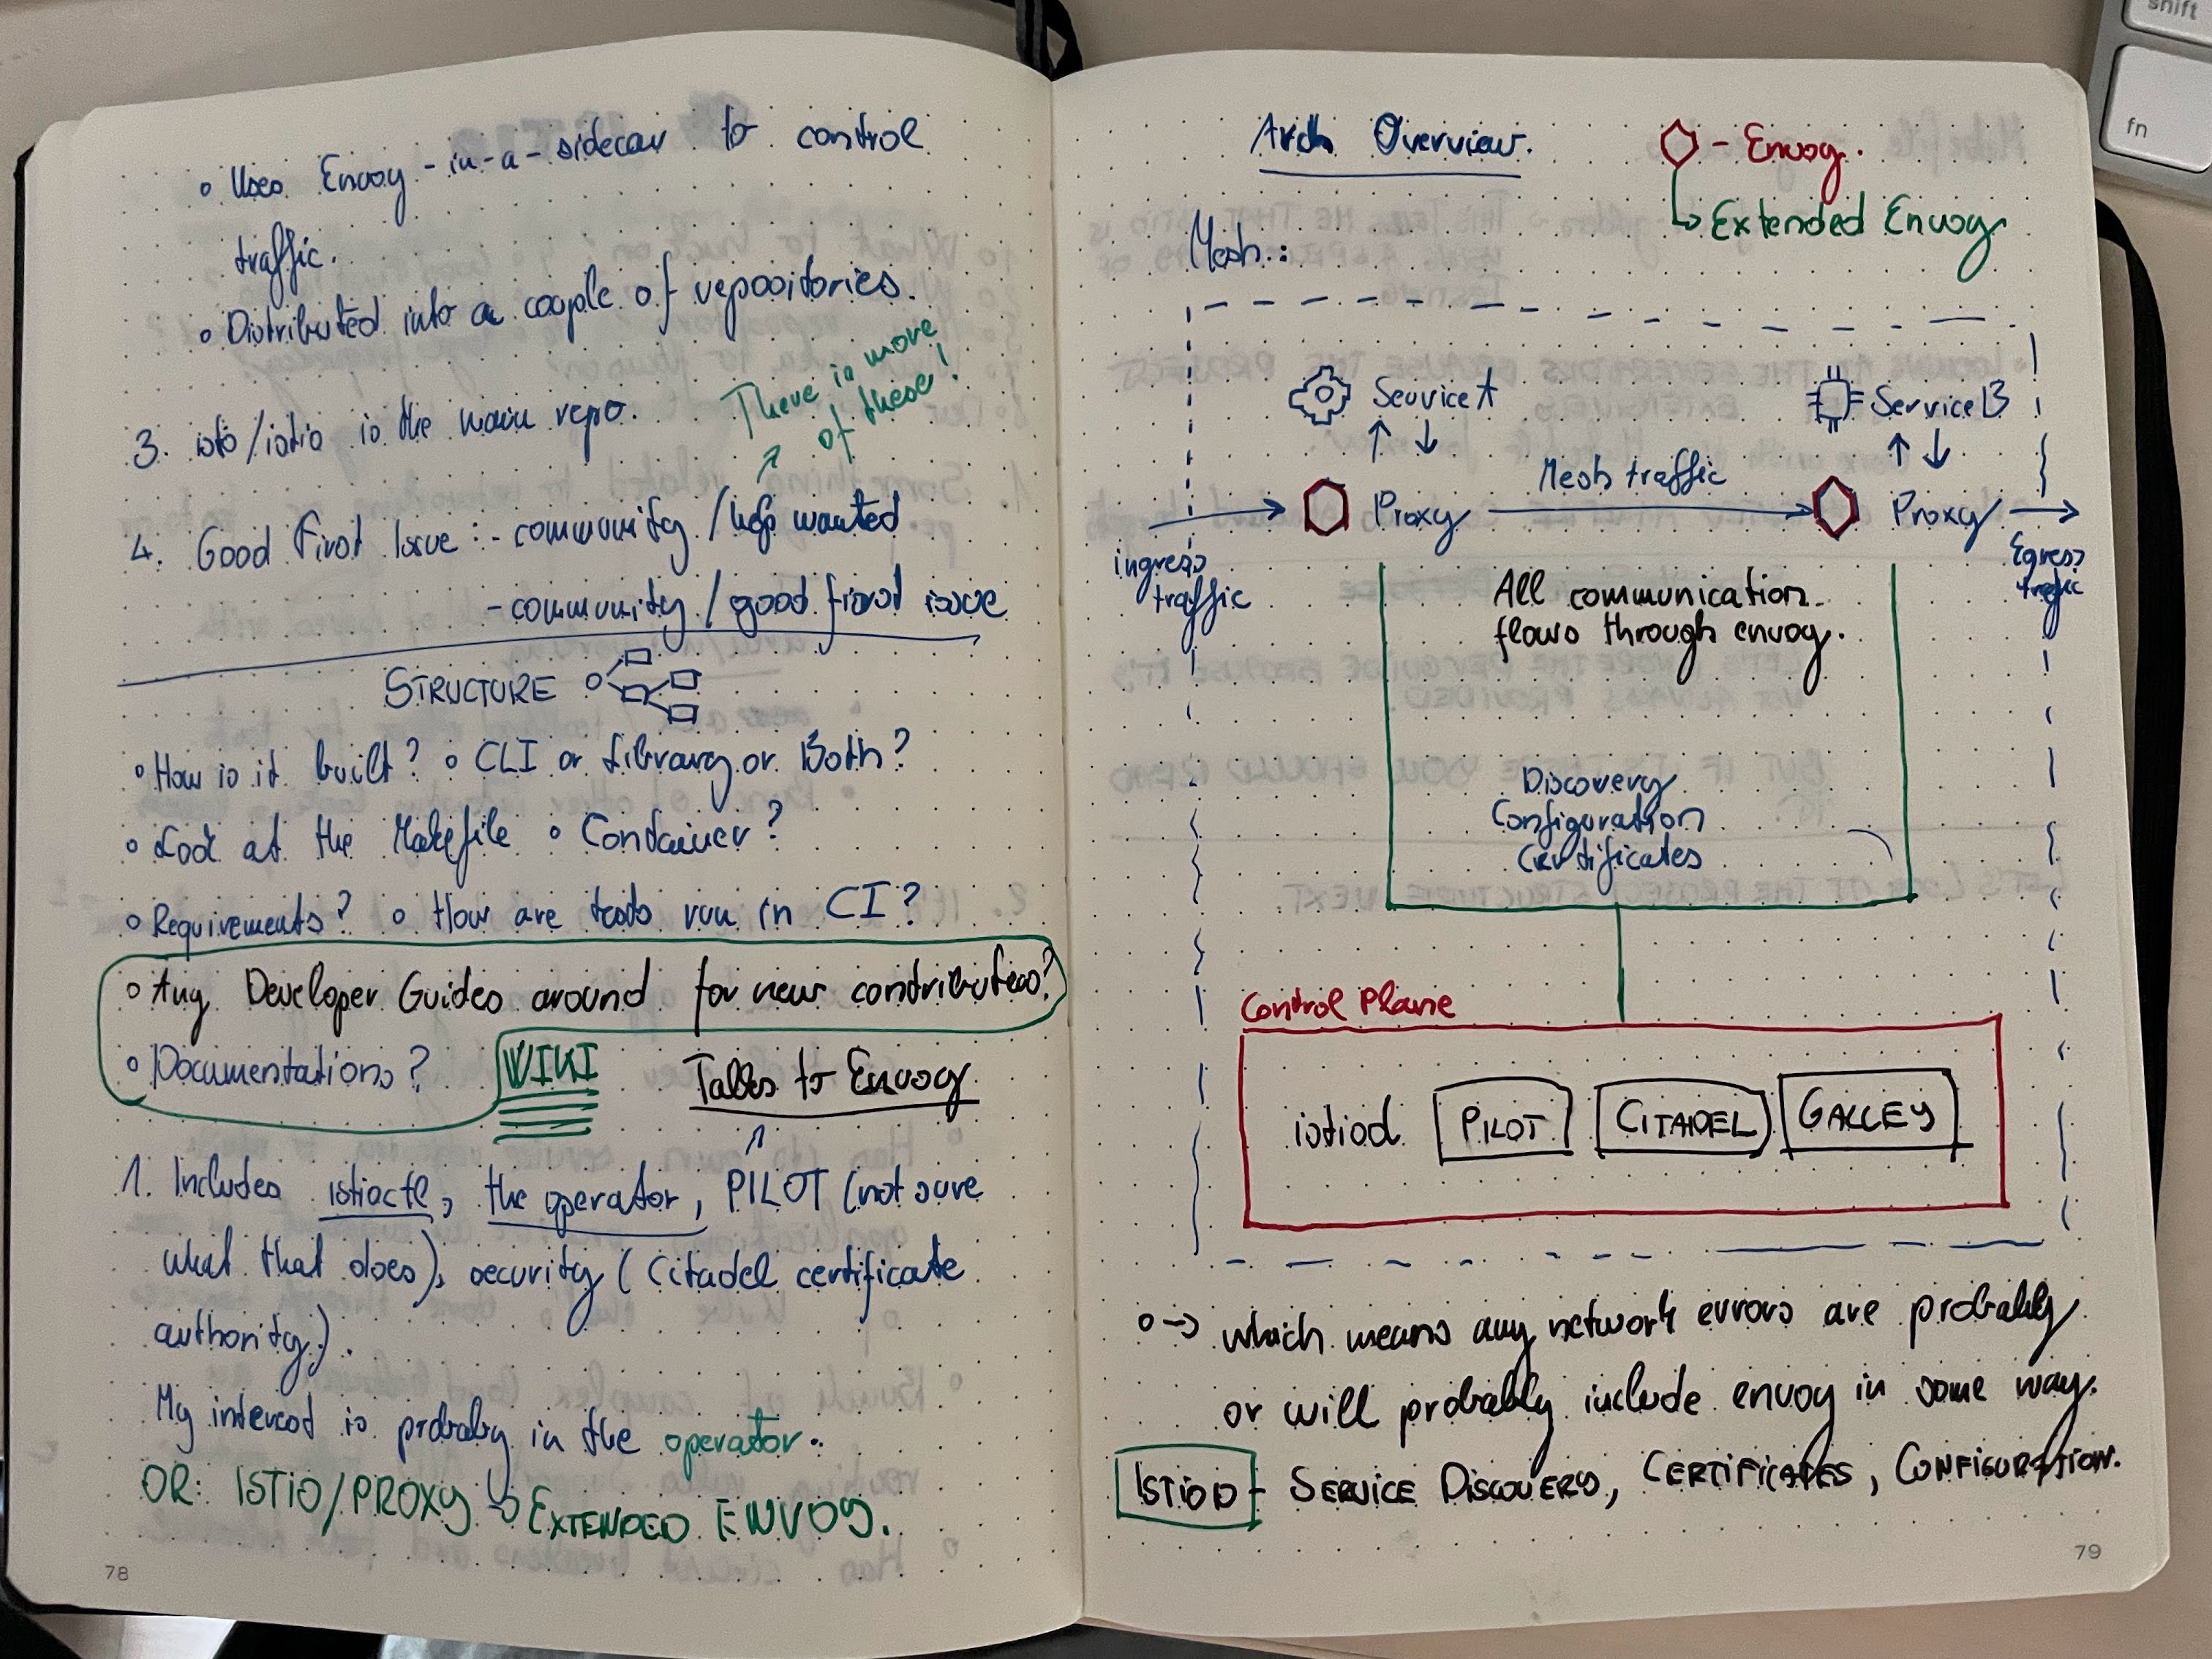 o Uses Envoy-in-a-sidecar to control
traffic.
o Distributed into a couple of repositories.
3. isto/istio is the main repo.
There is more
of these!
4. Good First Issue: - community/help wanted
- community/good first issue
STRUCTURE
o How is it built? o CLI or Library or Both?
o Look at the Makefile o Container?
o Requirements? o How are tests run in CI?
o Any Developer Guides around for new contributors?
o Documentations?
WIKI
Talks to Envoy
1. Includes istioctl, the operator, PILOT (not sure
what that does), security (Citadel certificate
authority).
My interest is probably in the operator.
OR: ISTIO/PROXY → EXTENDED ENVOY.
78
Arch Overview.
- Envoy.
Extended Envoy
Mesh:
Service A
Service B
Mesh traffic
Proxy
Proxy
ingress
traffic
Egress
trafic
All communication
flows through envoy.
Discovery
Configuration
Certificates
Control Plane
istiod
PILOT
CITADEL
GALLEY
o → which means any network errors are probably
or will probably include envoy in some way.
ISTIOD - SERVICE DISCOVERY, CERTIFICATES, CONFIGURATION.
79
shift
fn